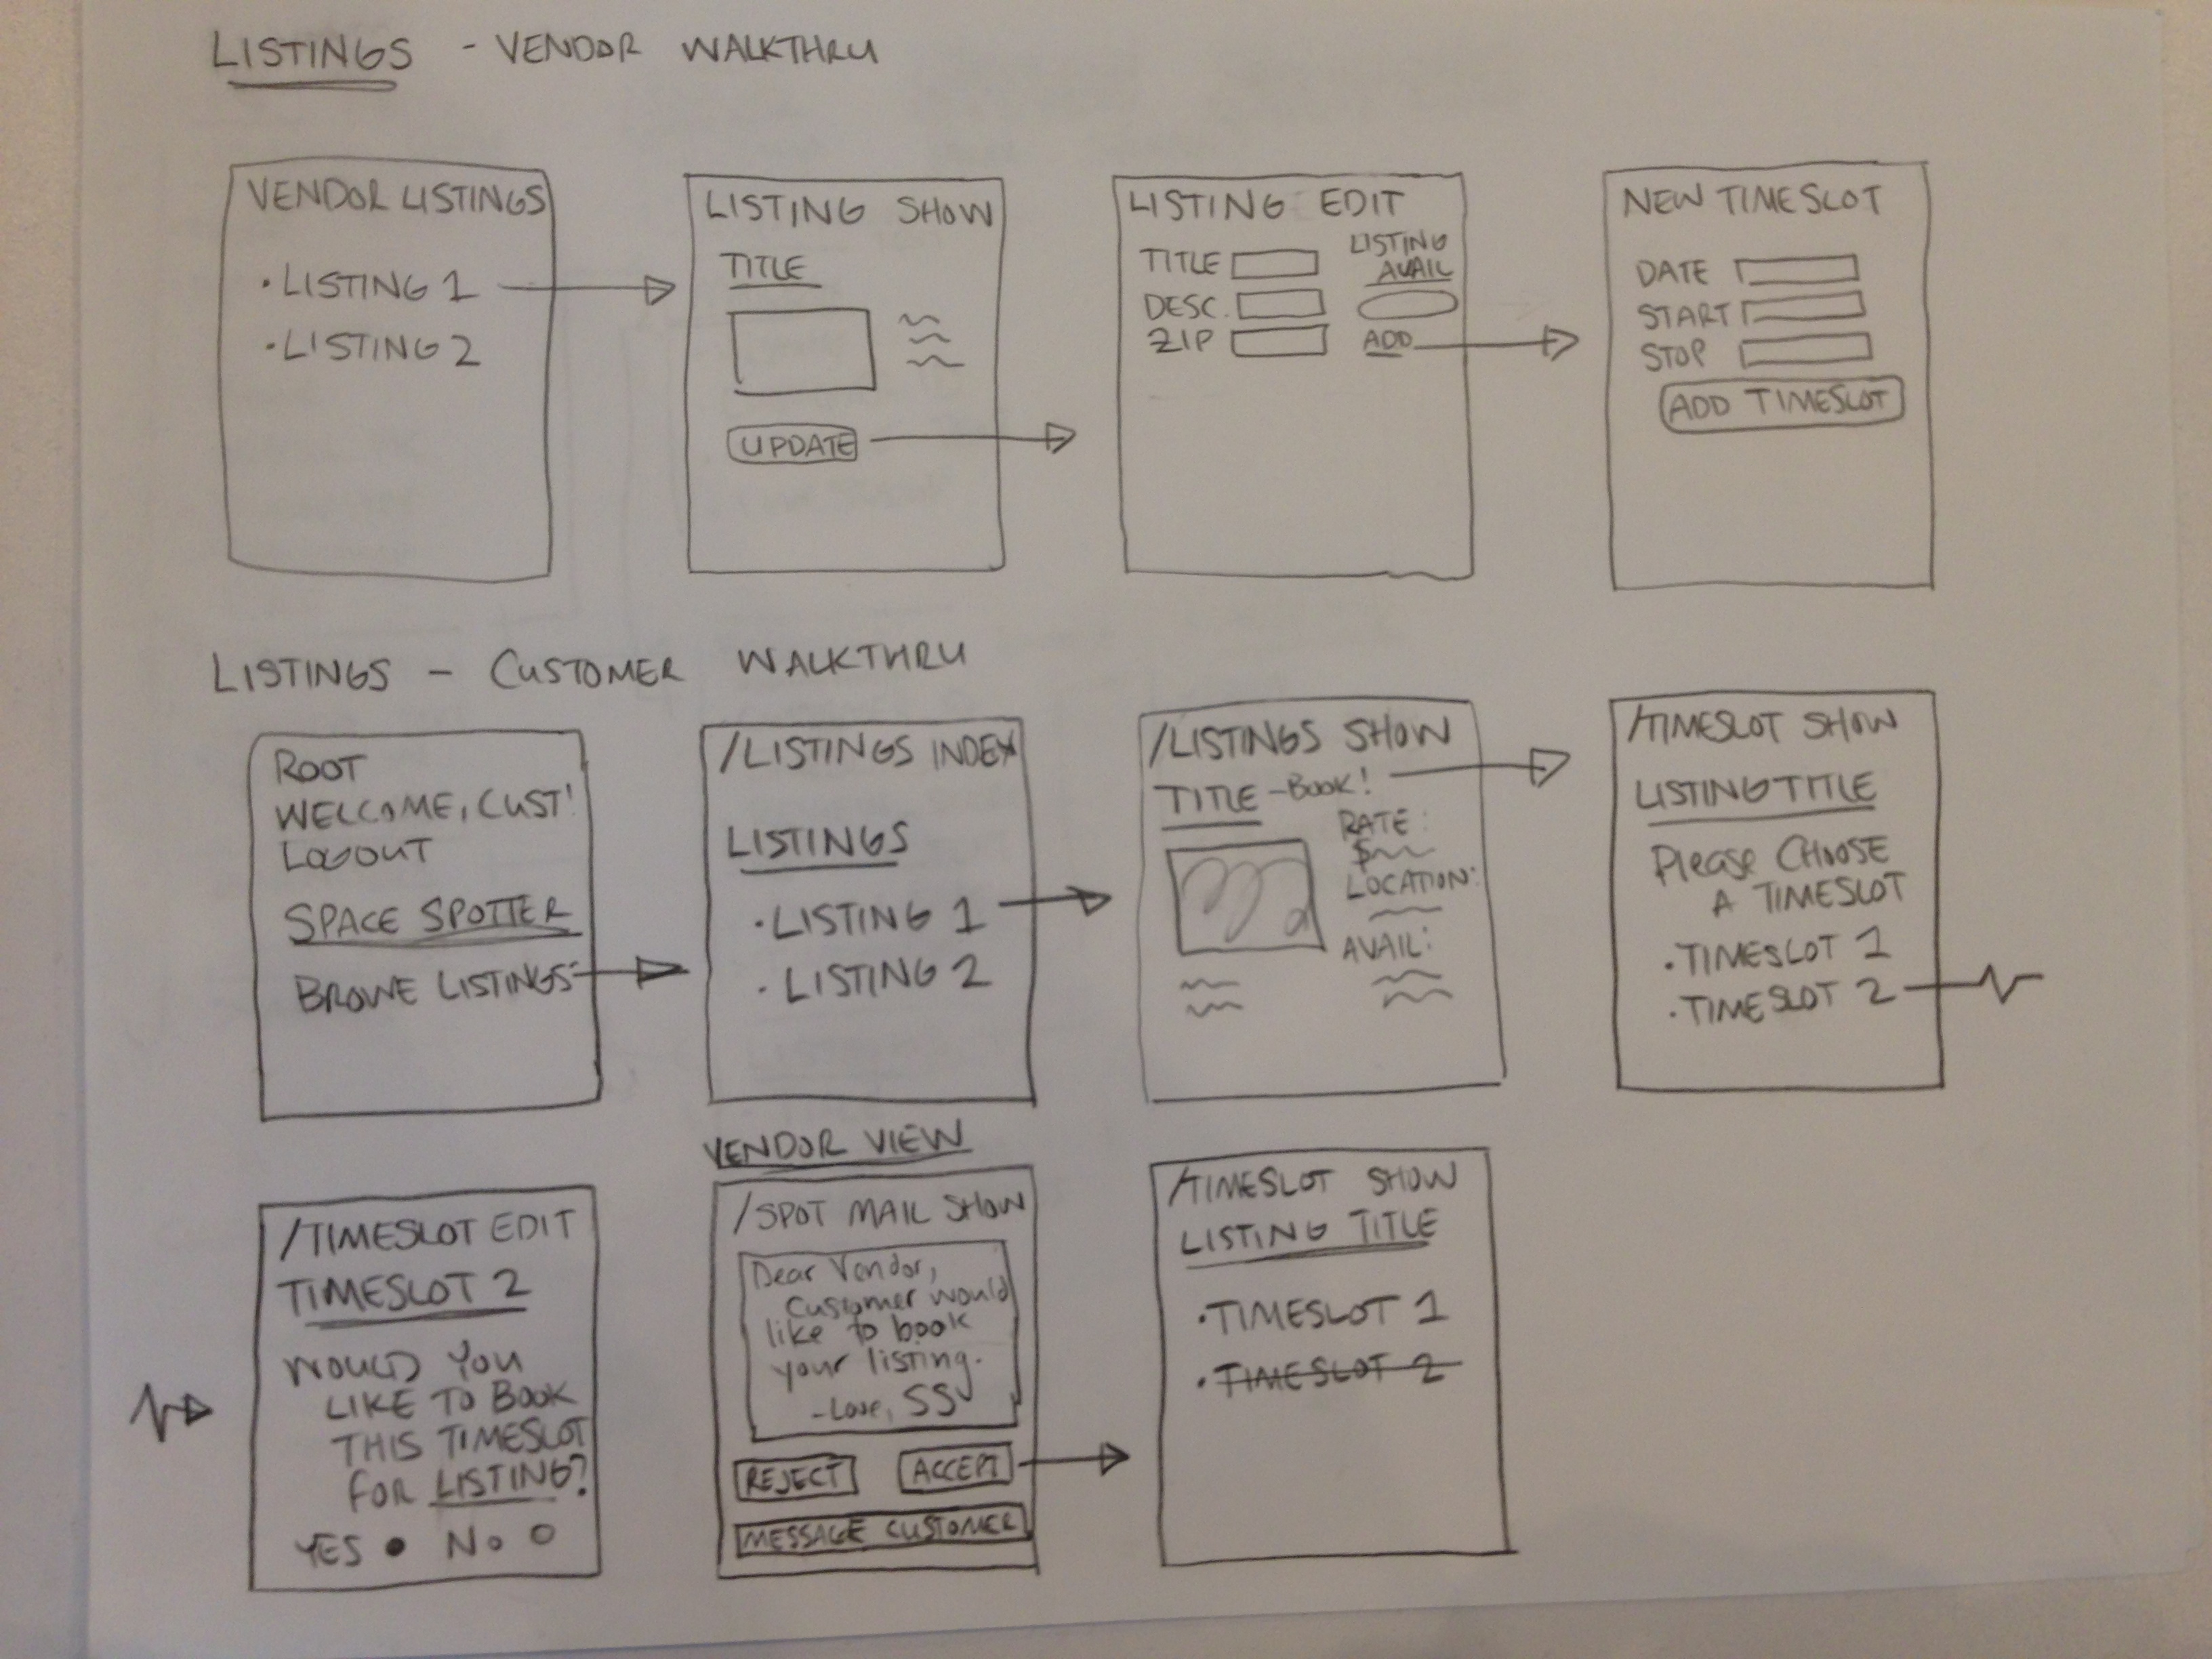 LISTINGS - VENDOR WALKTHRU
VENDOR LISTINGS
• LISTING 1
• LISTING 2
LISTING SHOW
TITLE
UPDATE
LISTING EDIT
TITLE
DESC.
ZIP
LISTING
AVAIL
ADD
NEW TIMESLOT
DATE
START
STOP
ADD TIMESLOT
LISTINGS - CUSTOMER WALKTHRU
ROOT
WELCOME, CUST!
LOGOUT
SPACE SPOTTER
BROWE LISTINGS
/LISTINGS INDEX
LISTINGS
• LISTING 1
• LISTING 2
/LISTINGS SHOW
TITLE - BOOK!
RATE:
$
LOCATION:
AVAIL:
/TIMESLOT SHOW
LISTING TITLE
Please CHOOSE
A TIMESLOT
• TIMESLOT 1
• TIMESLOT 2
/TIMESLOT EDIT
TIMESLOT 2
WOULD YOU
LIKE TO BOOK
THIS TIMESLOT
FOR LISTING?
YES NO
VENDOR VIEW
/SPOT MAIL SHOW
Dear Vendor,
Customer would
like to book
your listing.
-Love, SS
REJECT ACCEPT
MESSAGE CUSTOMER
/TIMESLOT SHOW
LISTING TITLE
• TIMESLOT 1
• TIMESLOT 2